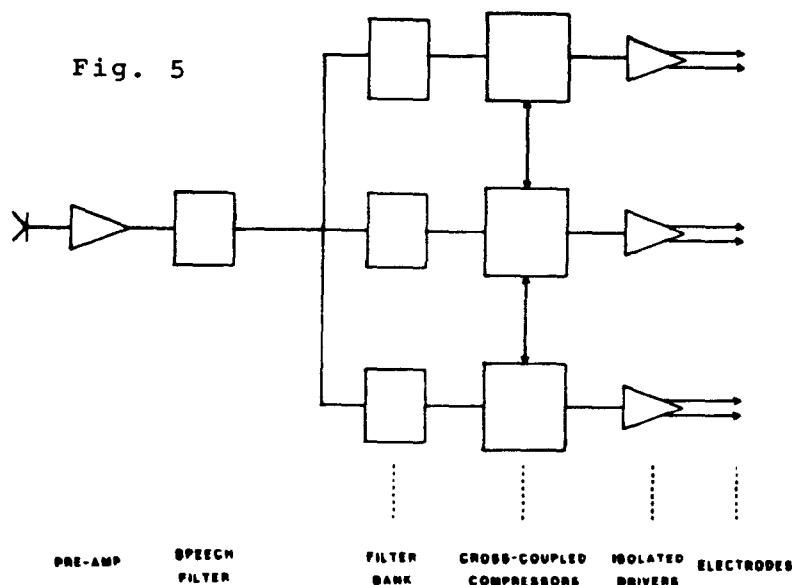 Fig. 5
PRE-AMP
SPEECH
FILTER
FILTER
BANK
CROSS-COUPLED
COMPRESSORS
ISOLATED
DRIVERS
ELECTRODES